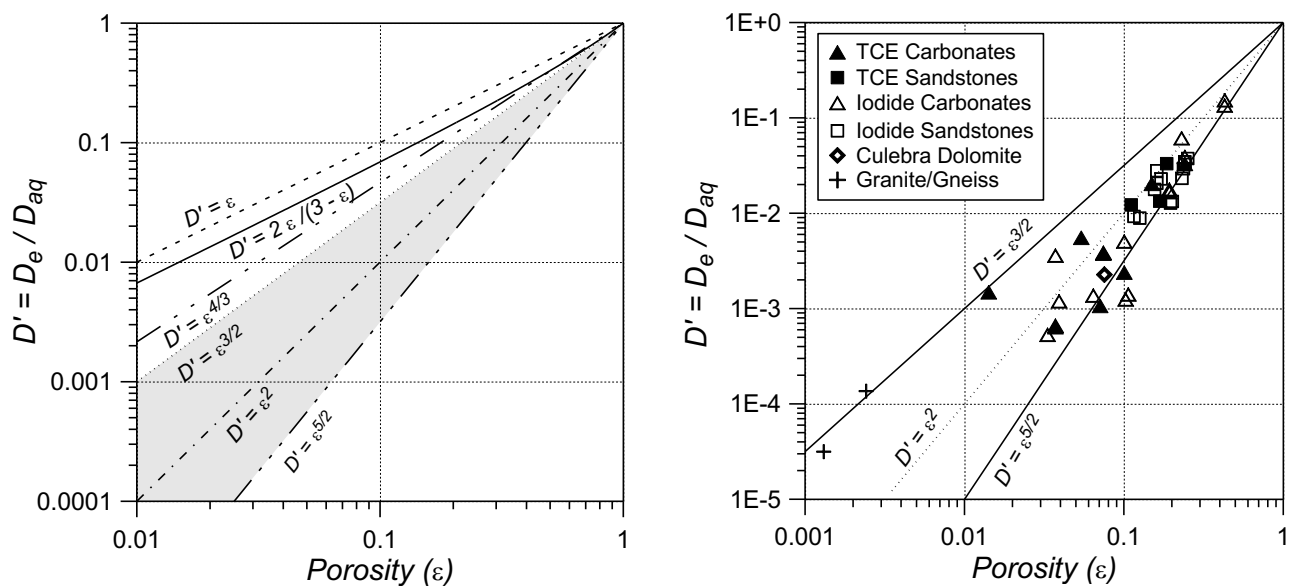 1
0.1
0.01
0.001
0.0001
D' = Dₑ / D_aq
D' = ε
D' = 2 ε /(3 - ε)
D' = ε^4/3
D' = ε^3/2
D' = ε^2
D' = ε^5/2
0.01
0.1
1
Porosity (ε)
1E+0
1E-1
1E-2
1E-3
1E-4
1E-5
D' = Dₑ / D_aq
TCE Carbonates
TCE Sandstones
Iodide Carbonates
Iodide Sandstones
Culebra Dolomite
Granite/Gneiss
D' = ε^3/2
D' = ε^2
D' = ε^5/2
0.001
0.01
0.1
1
Porosity (ε)